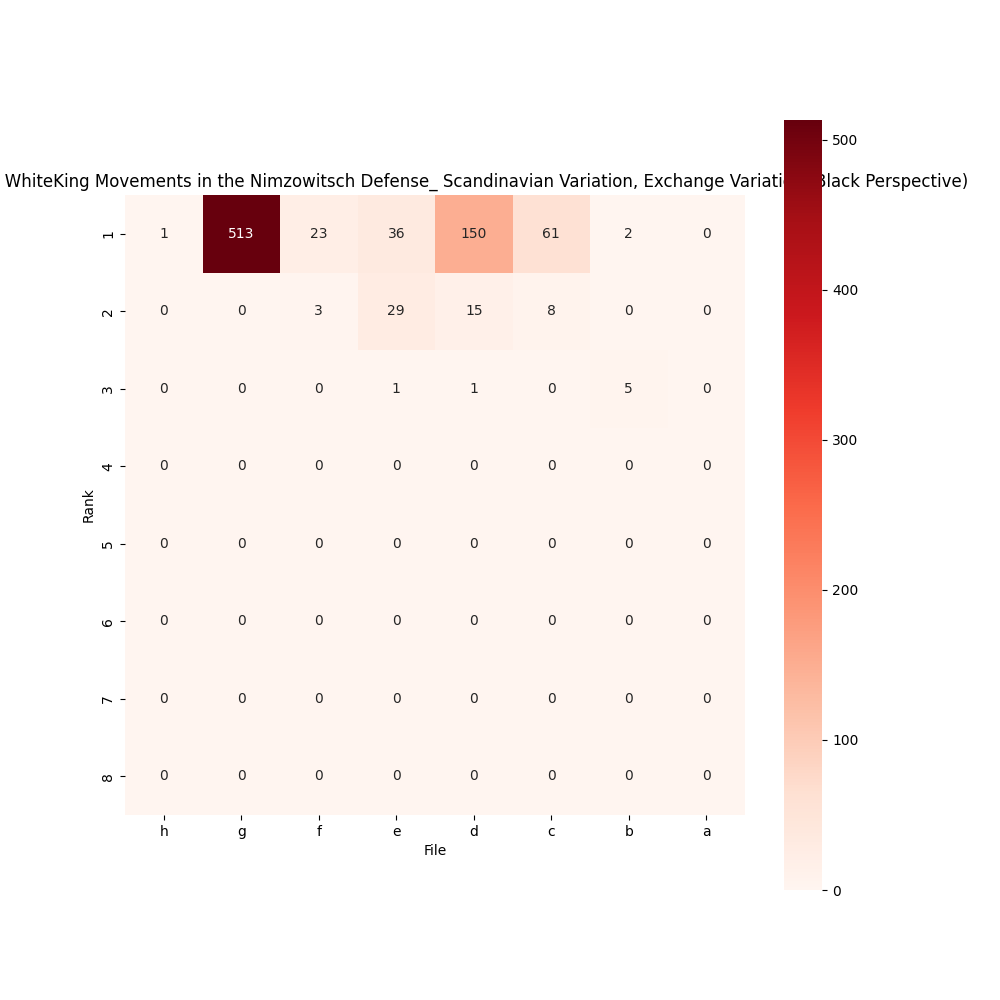 WhiteKing Movements in the Nimzowitsch Defense_ Scandinavian Variation, Exchange Black Perspective)
500
1 1 513 23 36 150 61 2 0
2 0 0 3 29 15 8 0 0
400
3 0 0 0 1 1 0 5 0
4 0 0 0 0 0 0 0 0
300
Rank
5 0 0 0 0 0 0 0 0
6 0 0 0 0 0 0 0 0
200
7 0 0 0 0 0 0 0 0
100
8 0 0 0 0 0 0 0 0
h g f e d c b a
File
0